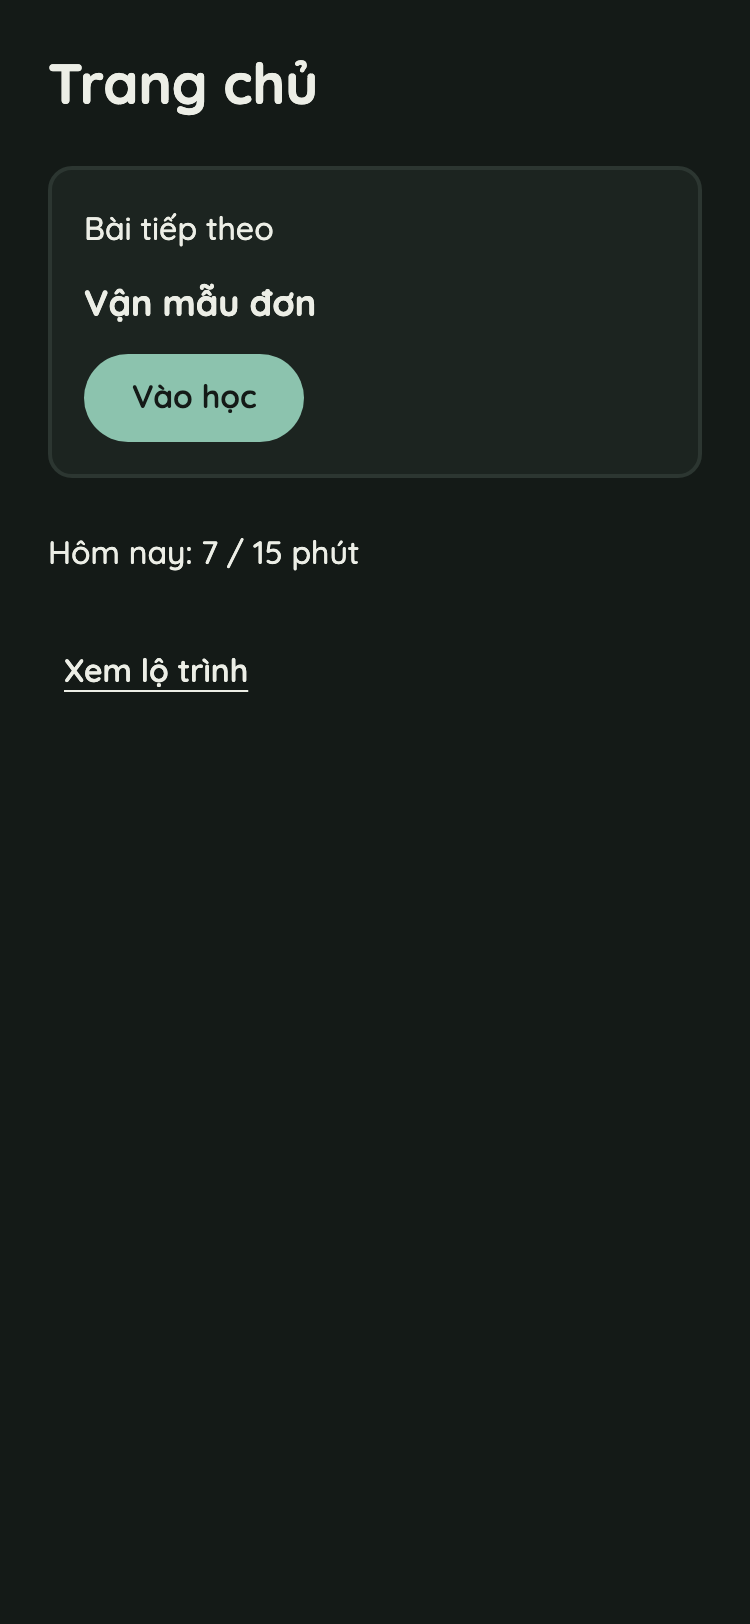 Trang chủ
Bài tiếp theo
Vận mẫu đơn
Vào học
Hôm nay: 7 / 15 phút
Xem lộ trình